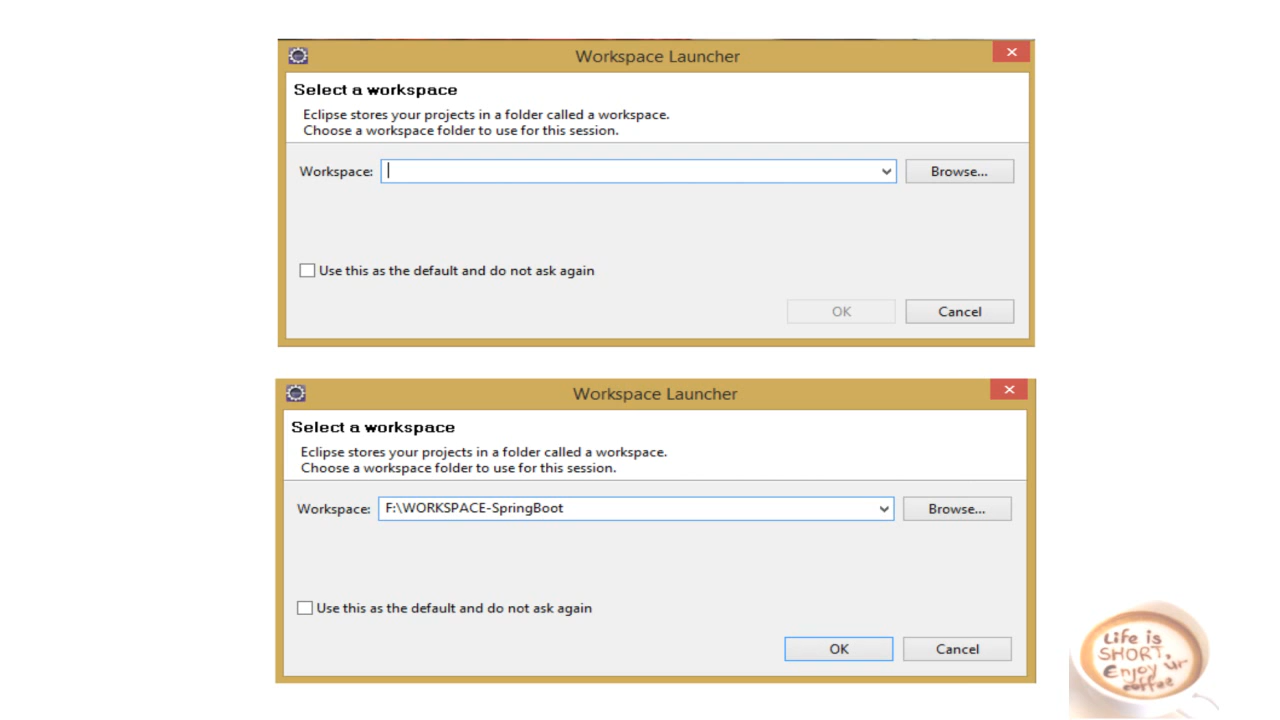 Workspace Launcher
Select a workspace
Eclipse stores your projects in a folder called a workspace.
Choose a workspace folder to use for this session.
Workspace: Browse...
Use this as the default and do not ask again
OK Cancel
Workspace Launcher
Select a workspace
Eclipse stores your projects in a folder called a workspace.
Choose a workspace folder to use for this session.
Workspace: F:\WORKSPACE-SpringBoot Browse...
Use this as the default and do not ask again
OK Cancel
Life is
SHORT,
Enjoy ur
coffee